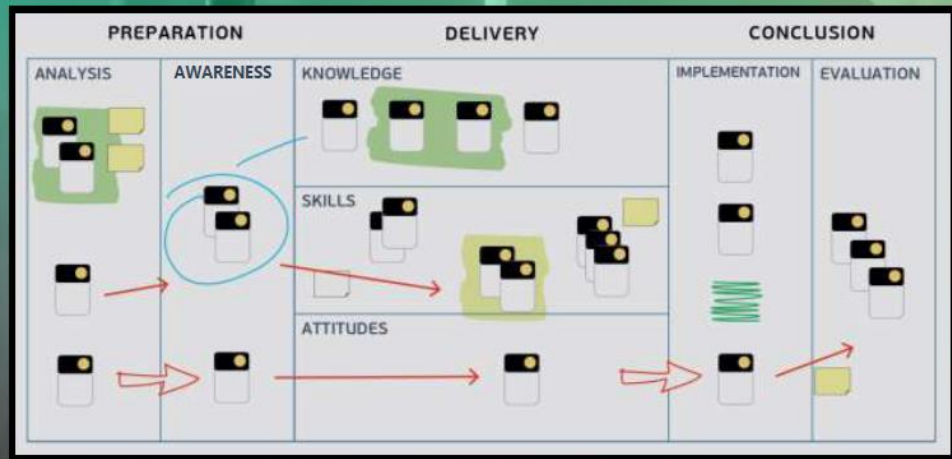 PREPARATION
DELIVERY
CONCLUSION
ANALYSIS
AWARENESS
KNOWLEDGE
IMPLEMENTATION
EVALUATION
SKILLS
ATTITUDES